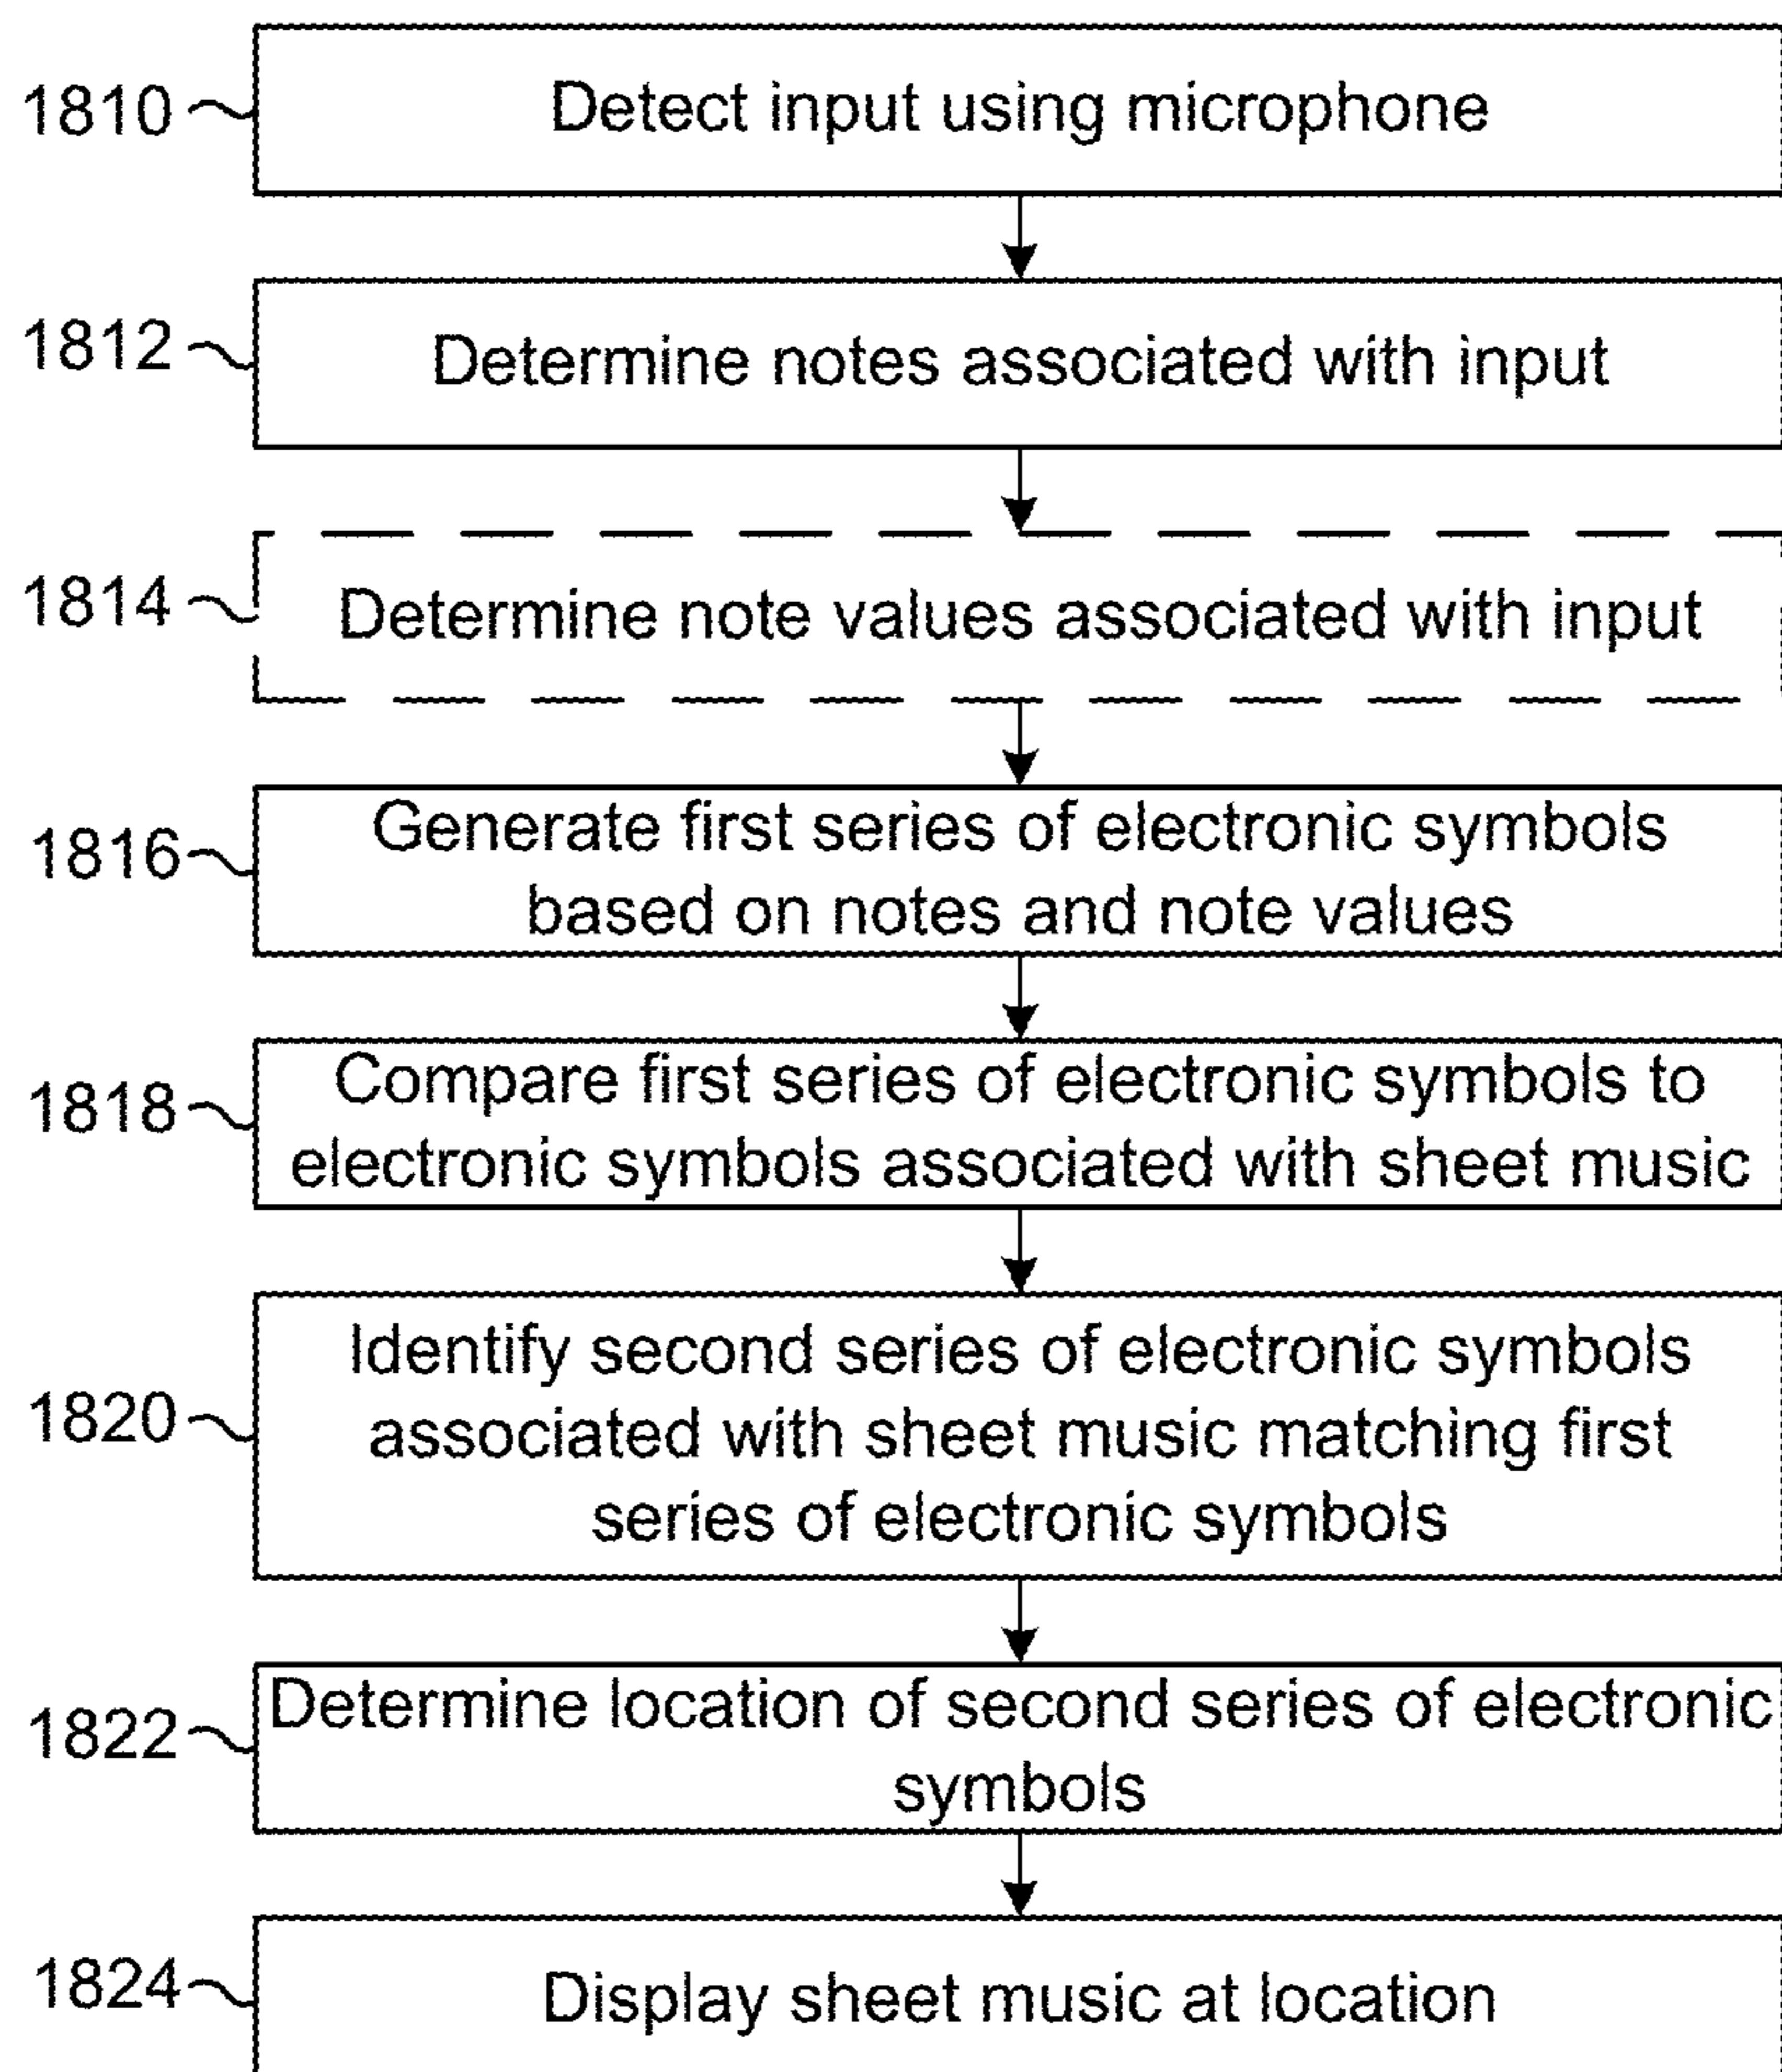 1810
Detect input using microphone
1812
Determine notes associated with input
1814
Determine note values associated with input
1816
Generate first series of electronic symbols
based on notes and note values
1818
Compare first series of electronic symbols to
electronic symbols associated with sheet music
1820
Identify second series of electronic symbols
associated with sheet music matching first
series of electronic symbols
1822
Determine location of second series of electronic
symbols
1824
Display sheet music at location